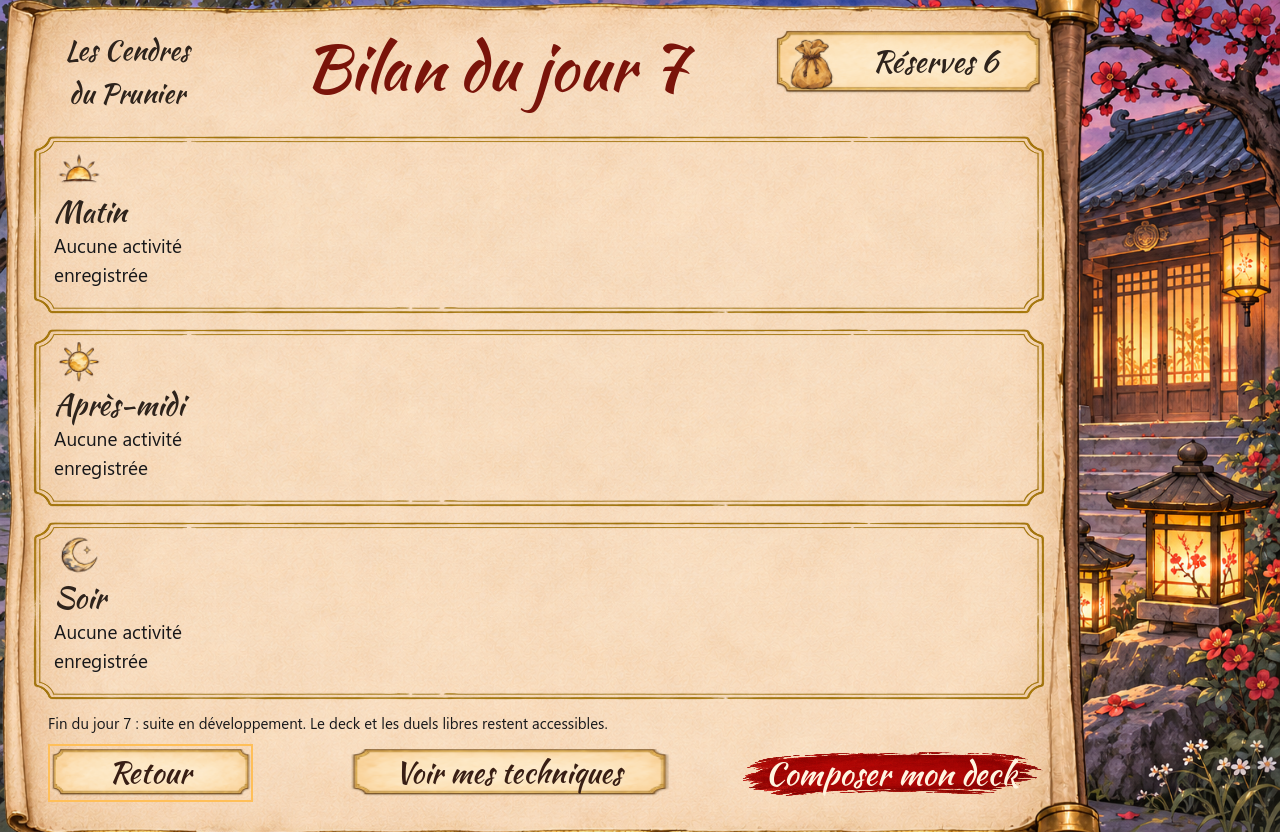 Les Cendres
du Prunier
Bilan du jour 7
Réserves 6
Matin
Aucune activité
enregistrée
Après-midi
Aucune activité
enregistrée
Soir
Aucune activité
enregistrée
Fin du jour 7 : suite en développement. Le deck et les duels libres restent accessibles.
Retour
Voir mes techniques
Composer mon deck